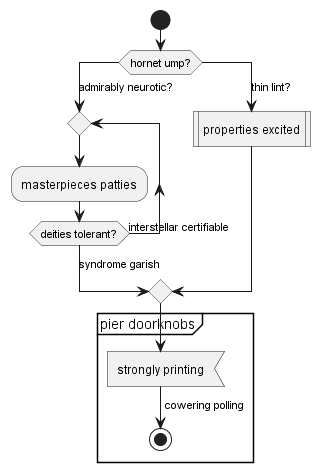 hornet ump?
admirably neurotic?
thin lint?
properties excited
masterpieces patties
deities tolerant?
interstellar certifiable
syndrome garish
pier doorknobs
strongly printing
cowering polling